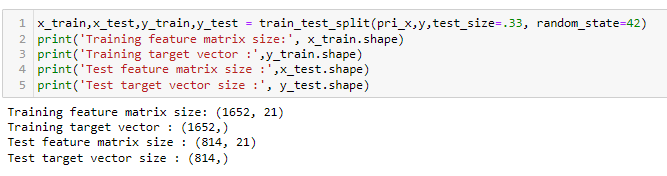 1 x_train,x_test,y_train,y_test = train_test_split(pri_x,y,test_size=.33, random_state=42)
2 print('Training feature matrix size:', x_train.shape)
3 print('Training target vector :',y_train.shape)
4 print('Test feature matrix size :',x_test.shape)
5 print('Test target vector size :', y_test.shape)
Training feature matrix size: (1652, 21)
Training target vector : (1652,)
Test feature matrix size : (814, 21)
Test target vector size : (814,)